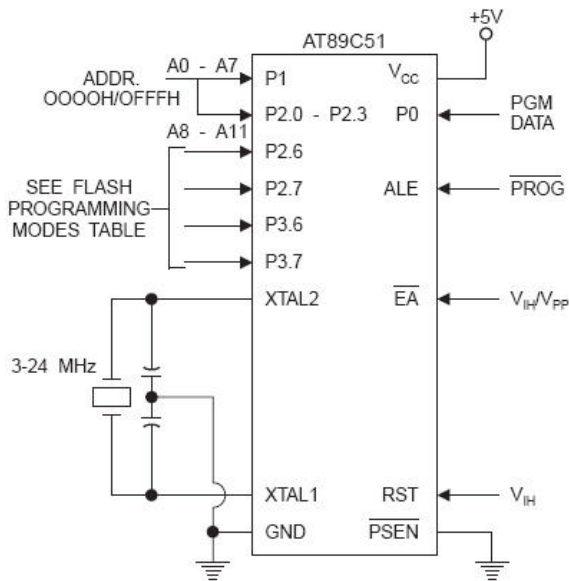 +5V
AT89C51
A0 - A7
ADDR.
OOOOH/OFFFH
P1
VCC
P2.0 - P2.3
P0
PGM
DATA
A8 - A11
P2.6
SEE FLASH
PROGRAMMING
MODES TABLE
P2.7
ALE
PROG
P3.6
P3.7
XTAL2
EA
VIH/VPP
3-24 MHz
XTAL1
RST
VIH
GND
PSEN